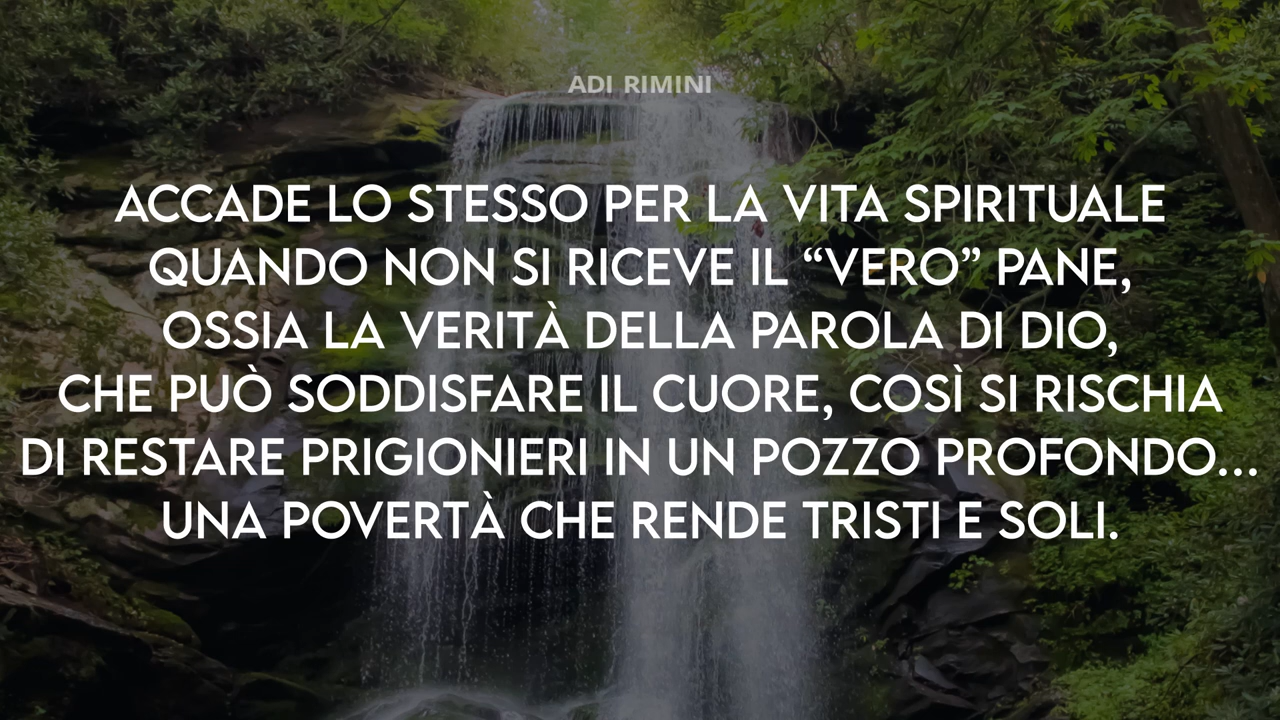 ADI RIMINI
ACCADE LO STESSO PER LA VITA SPIRITUALE
QUANDO NON SI RICEVE IL “VERO” PANE,
OSSIA LA VERITÀ DELLA PAROLA DI DIO,
CHE PUÒ SODDISFARE IL CUORE, COSÌ SI RISCHIA
DI RESTARE PRIGIONIERI IN UN POZZO PROFONDO...
UNA POVERTÀ CHE RENDE TRISTI E SOLI.